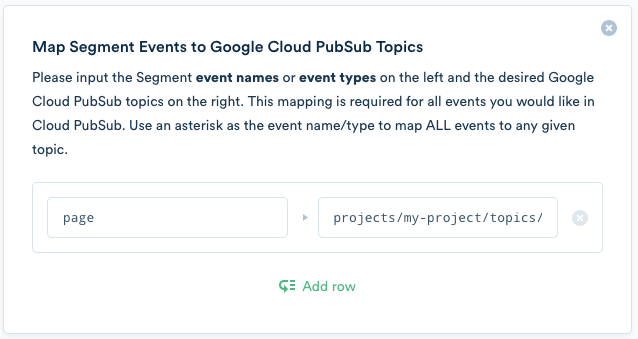 Map Segment Events to Google Cloud PubSub Topics
Please input the Segment event names or event types on the left and the desired Google
Cloud PubSub topics on the right. This mapping is required for all events you would like in
Cloud PubSub. Use an asterisk as the event name/type to map ALL events to any given
topic.
page
projects/my-project/topics/
Add row